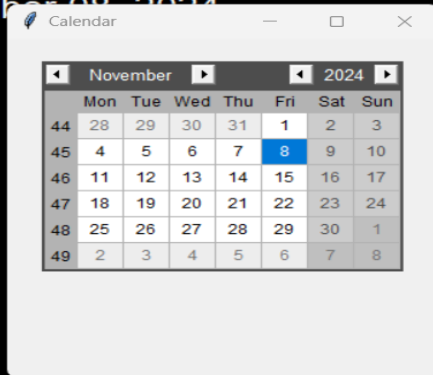 ber 08, 2024
Calendar
November 2024
Mon Tue Wed Thu Fri Sat Sun
44 28 29 30 31 1 2 3
45 4 5 6 7 8 9 10
46 11 12 13 14 15 16 17
47 18 19 20 21 22 23 24
48 25 26 27 28 29 30 1
49 2 3 4 5 6 7 8